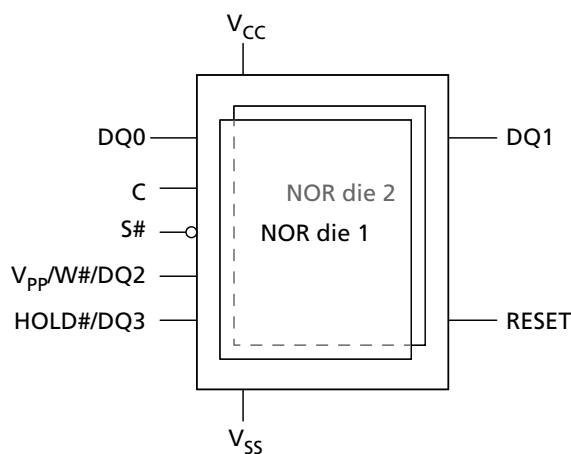 V_CC
DQ0
DQ1
C
NOR die 2
S#
NOR die 1
V_PP/W#/DQ2
HOLD#/DQ3
RESET
V_SS